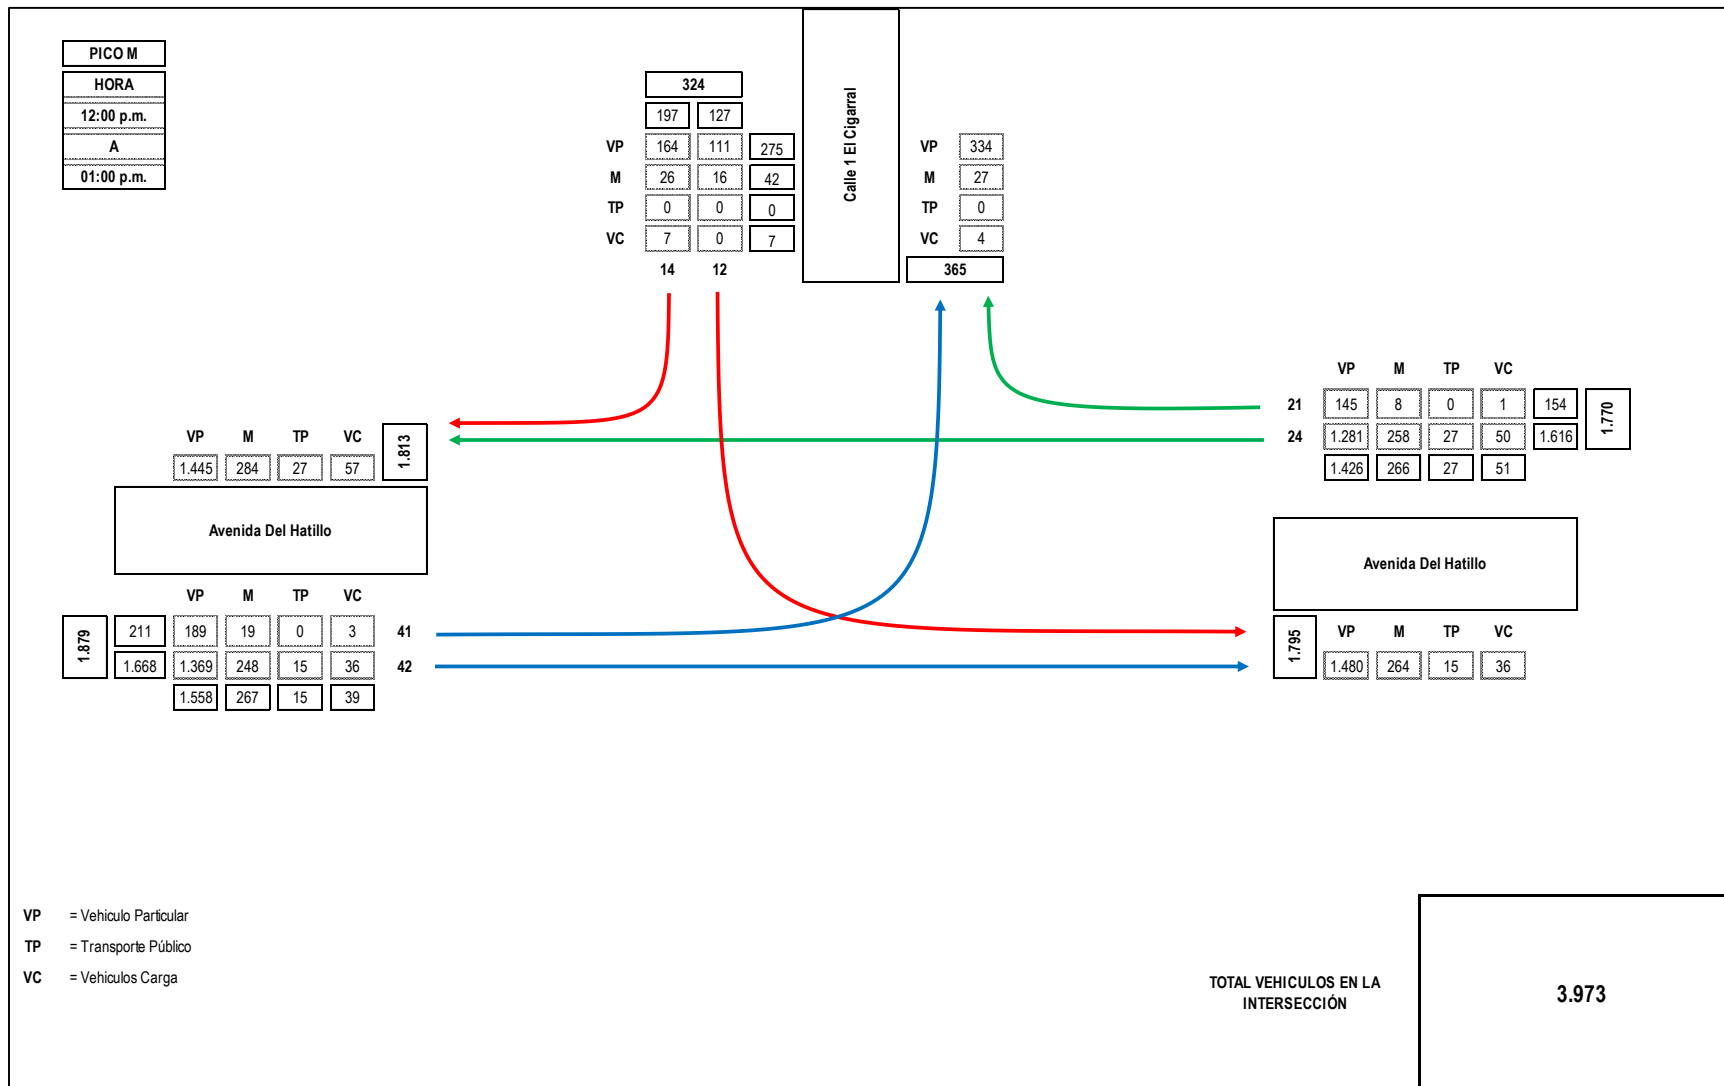 PICO M
HORA
12:00 p.m.
A
01:00 p.m.
324
197 127
VP 164 111 275
M 26 16 42
TP 0 0 0
VC 7 0 7
14 12
Calle 1 El Cigarral
VP 334
M 27
TP 0
VC 4
365
VP M TP VC
21 145 8 0 1 154
24 1.281 258 27 50 1.616
1.426 266 27 51
1.770
VP M TP VC
1.445 284 27 57
1.813
Avenida Del Hatillo
Avenida Del Hatillo
VP M TP VC
1.879
211 189 19 0 3 41
1.668 1.369 248 15 36 42
1.558 267 15 39
1.795
VP M TP VC
1.480 264 15 36
VP = Vehiculo Particular
TP = Transporte Público
VC = Vehiculos Carga
TOTAL VEHICULOS EN LA
INTERSECCIÓN
3.973